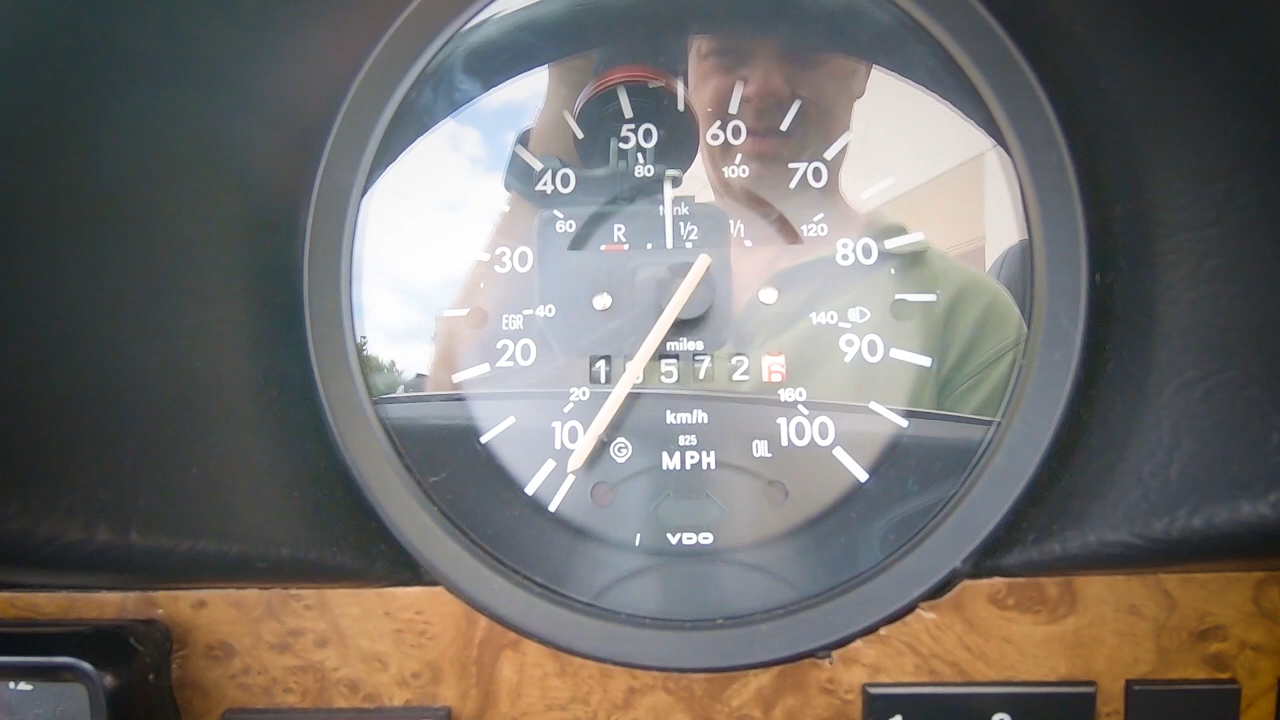 50 60
80 100
40 70
tank
60 R 1/2 1/1 120
30 80
EGR 40 140
20 miles 90
1 5 7 2 6
20 160
km/h
10 G 825 OIL 100
MPH
VDO
12